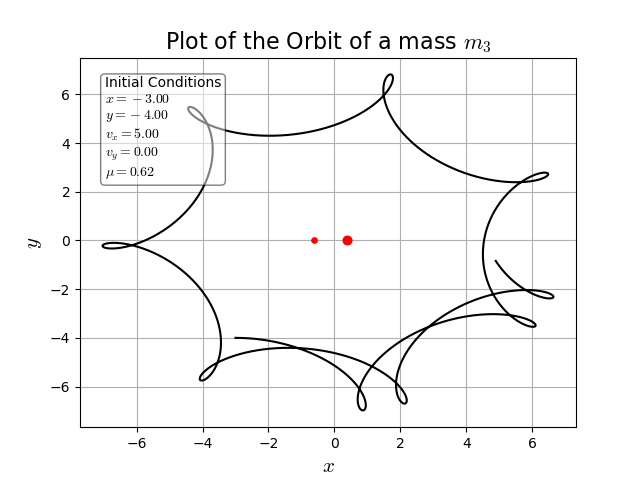 Plot of the Orbit of a mass m₃
Initial Conditions
x = −3.00
y = −4.00
vₓ = 5.00
v_y = 0.00
μ = 0.62
6
4
2
0
−2
−4
−6
y
−6 −4 −2 0 2 4 6
x